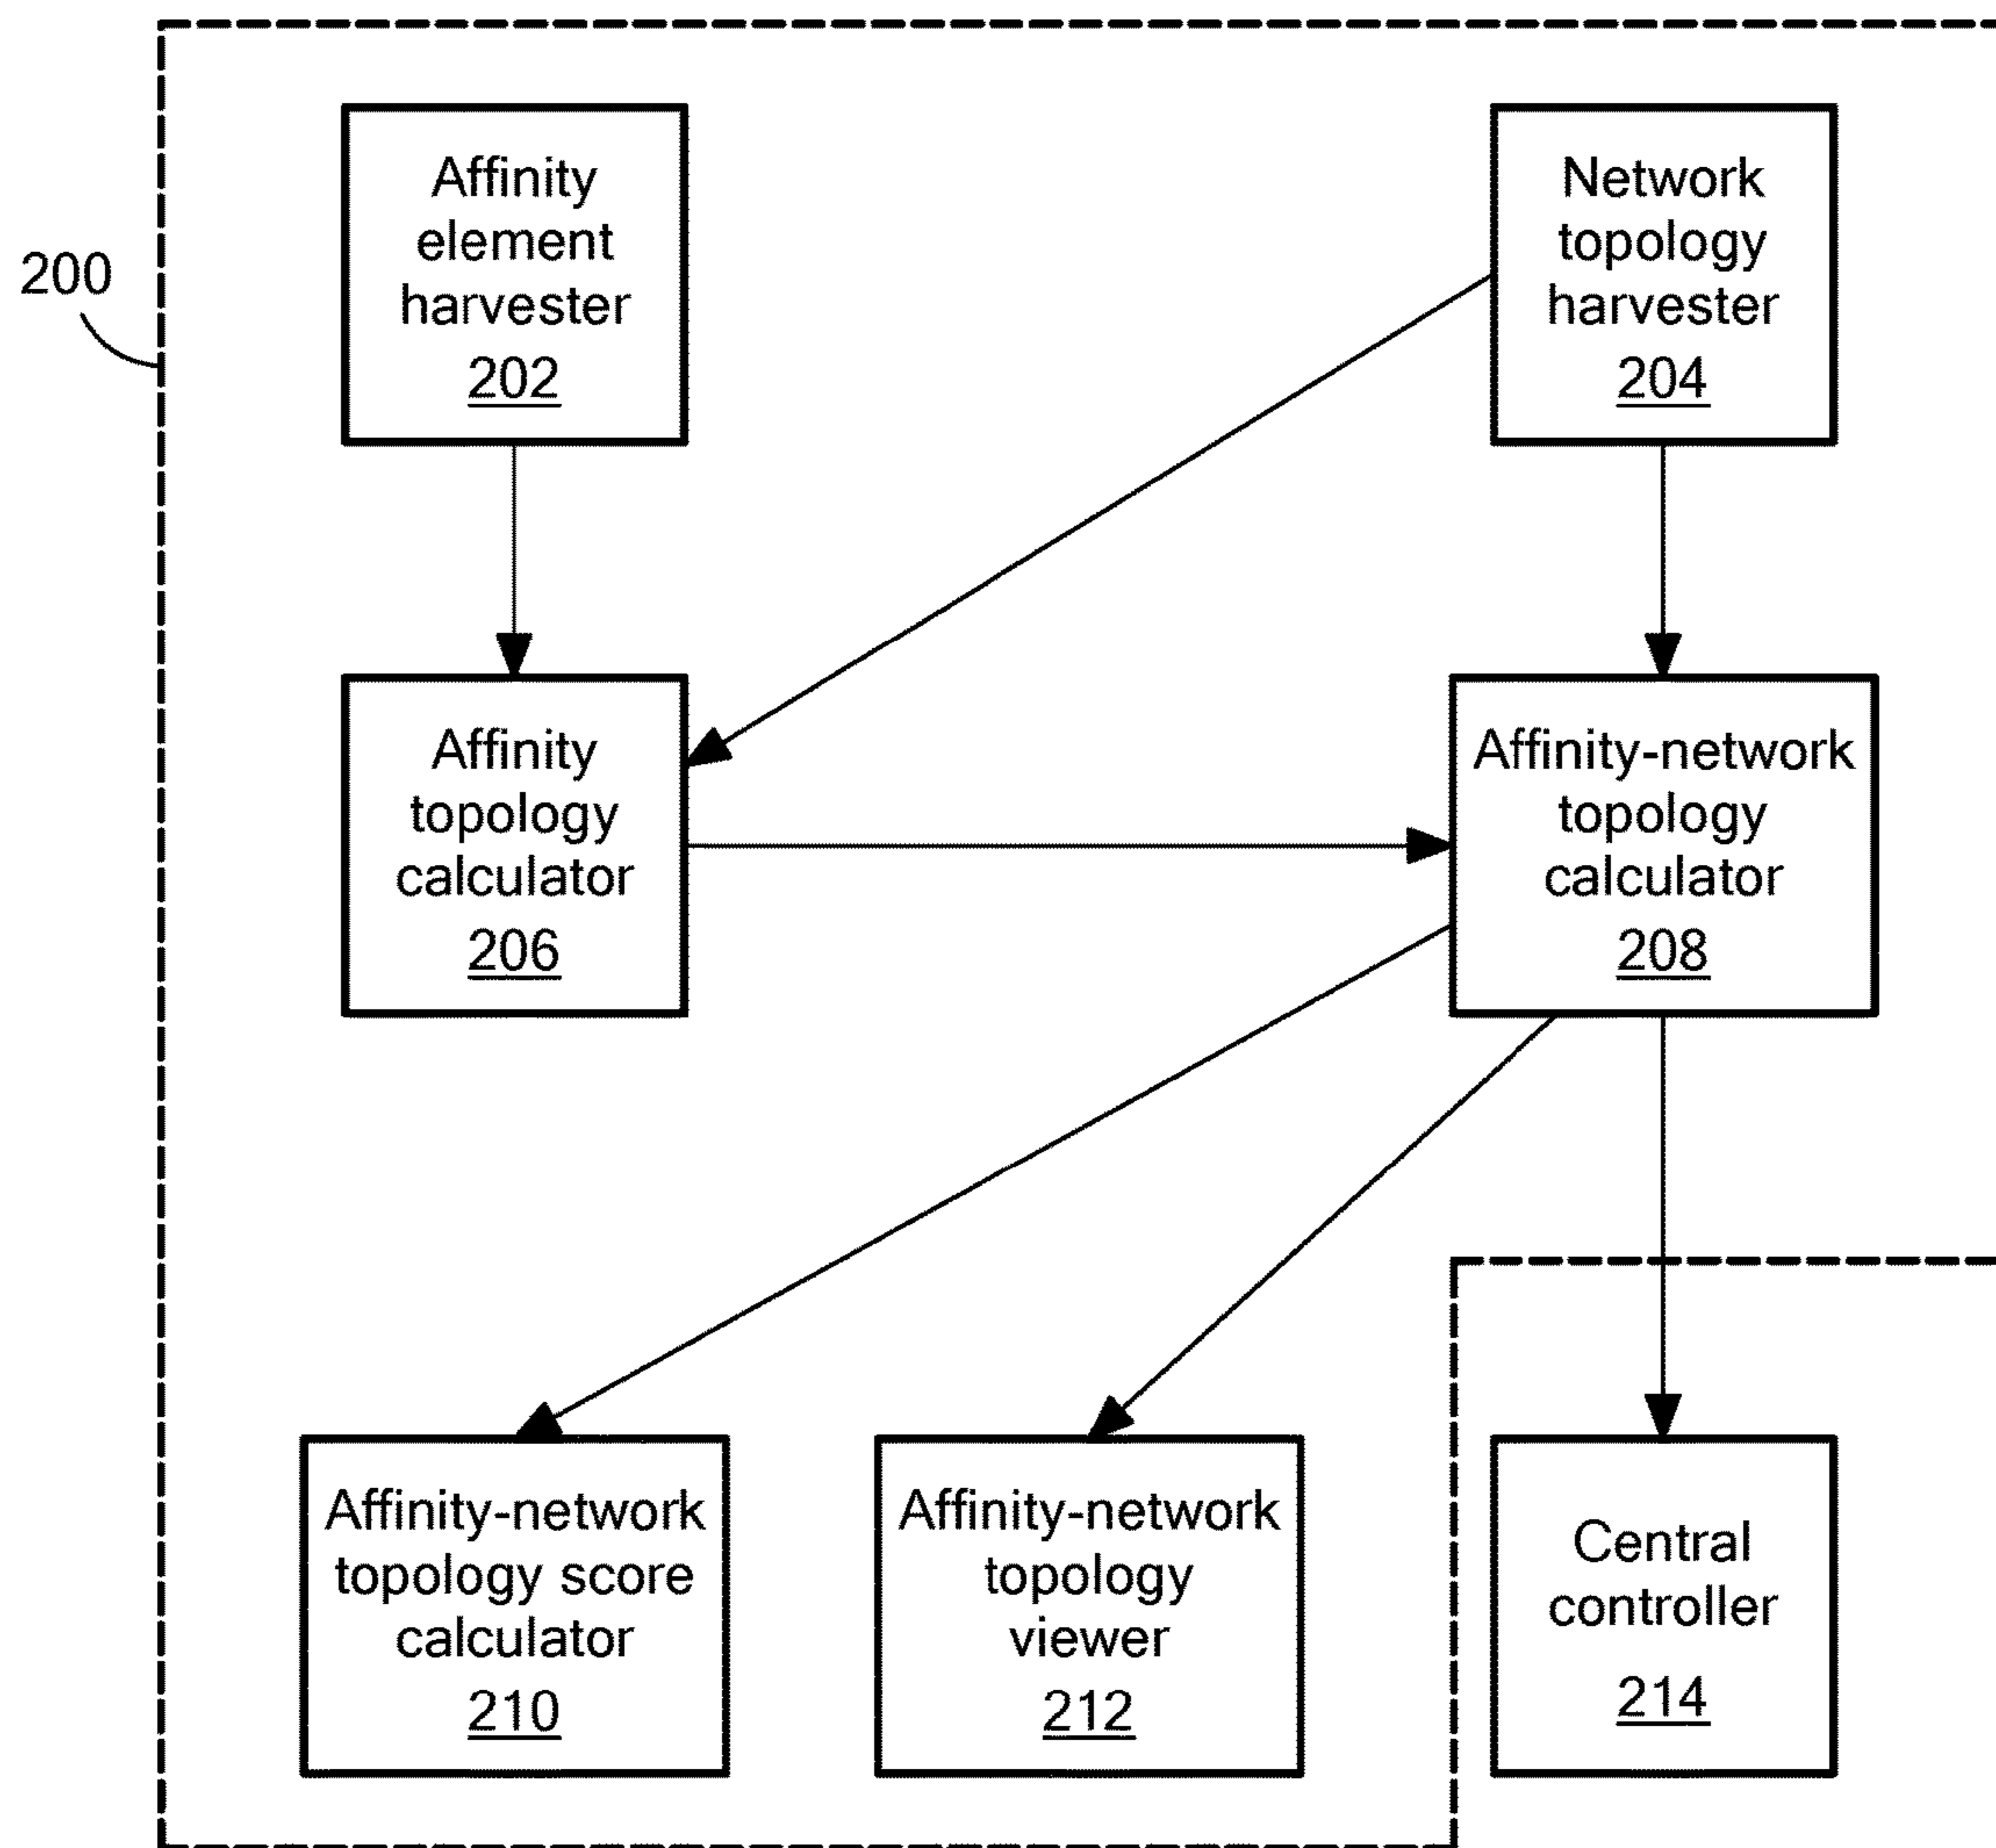 Affinity
element
harvester
202
Network
topology
harvester
204
200
Affinity
topology
calculator
206
Affinity-network
topology
calculator
208
Affinity-network
topology score
calculator
210
Affinity-network
topology
viewer
212
Central
controller
214